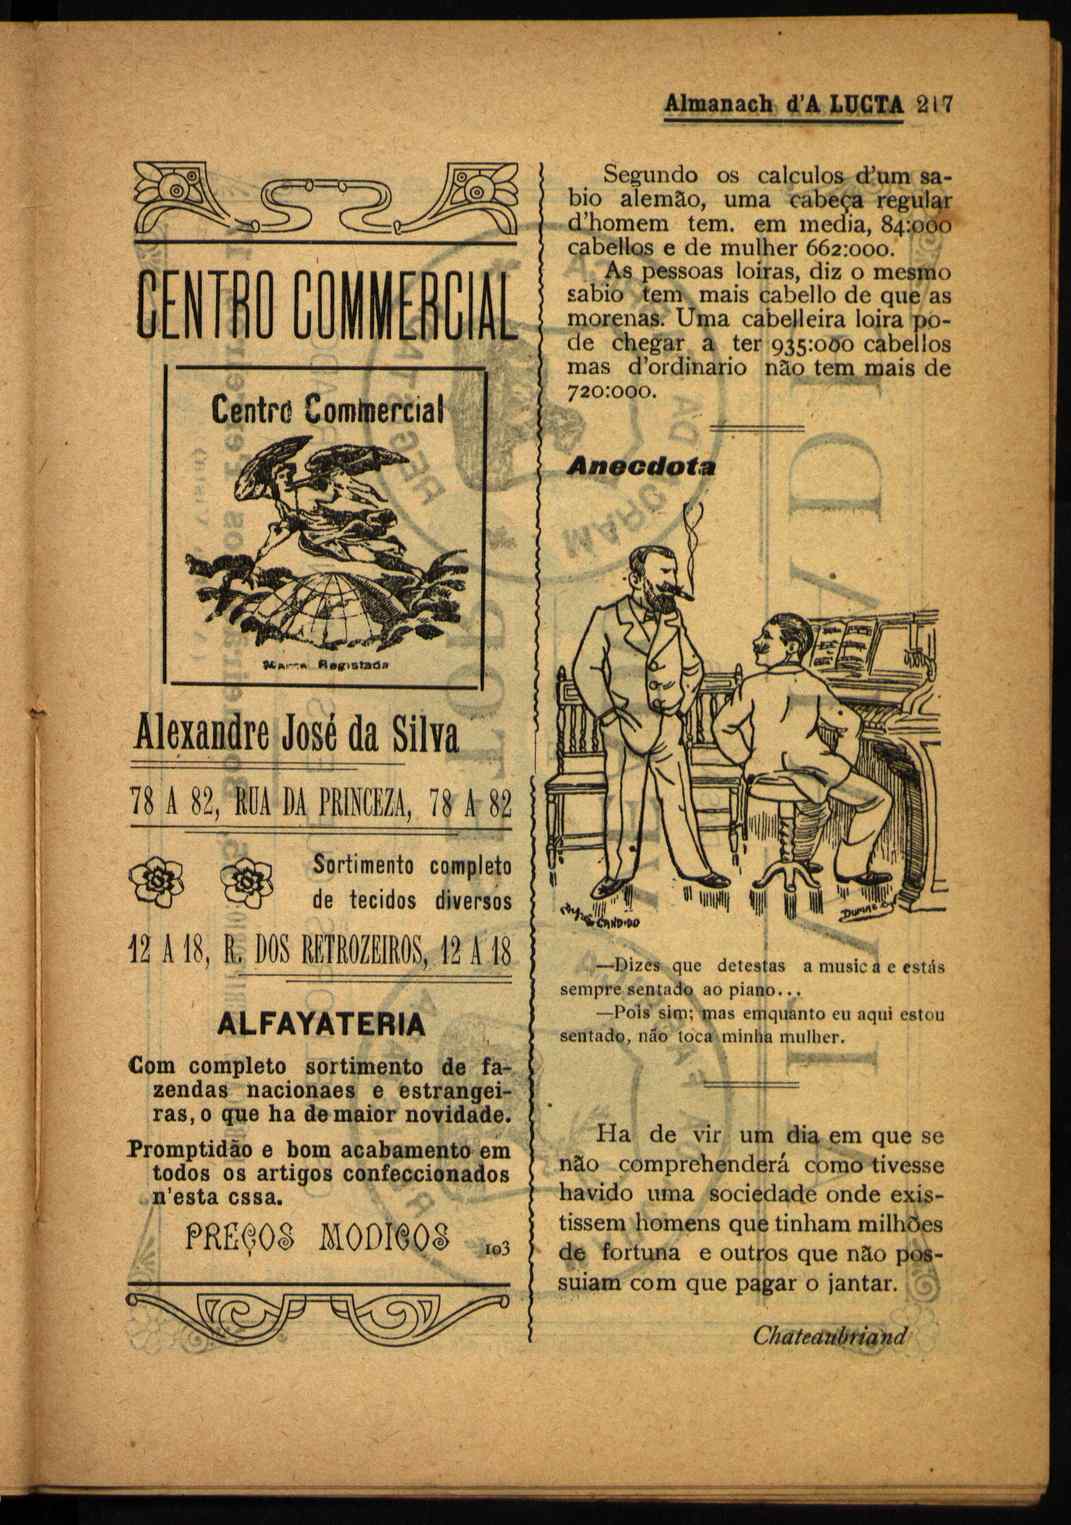 Almanach d'A LUCTA 217
CENTRO COMMERCIAL
Centro Commercial
Marca Registada
Alexandre José da Silva
78 A 82, RUA DA PRINCEZA, 78 A 82
Sortimento completo
de tecidos diversos
12 A 18, R. DOS RETROZEIROS, 12 A 18
ALFAYATERIA
Com completo sortimento de fa-
zendas nacionaes e estrangei-
ras, o que ha de maior novidade.
Promptidão e bom acabamento em
todos os artigos confeccionados
n'esta cssa.
PREÇOS MODICOS 103
Segundo os calculos d'um sa-
bio alemão, uma cabeça regular
d'homem tem. em media, 84:000
cabellos e de mulher 662:000.
As pessoas loiras, diz o mesmo
sabio tem mais cabello de que as
morenas. Uma cabelleira loira po-
de chegar a ter 935:000 cabellos
mas d'ordinario não tem mais de
720:000.
Anecdota
CANDIDO
—Dizes que detestas a musica e estás
sempre sentado ao piano...
—Pois sim; mas emquanto eu aqui estou
sentado, não toca minha mulher.
Ha de vir um dia em que se
não comprehenderá como tivesse
havido uma sociedade onde exis-
tissem homens que tinham milhões
de fortuna e outros que não pos-
suiam com que pagar o jantar.
Chateaubriand